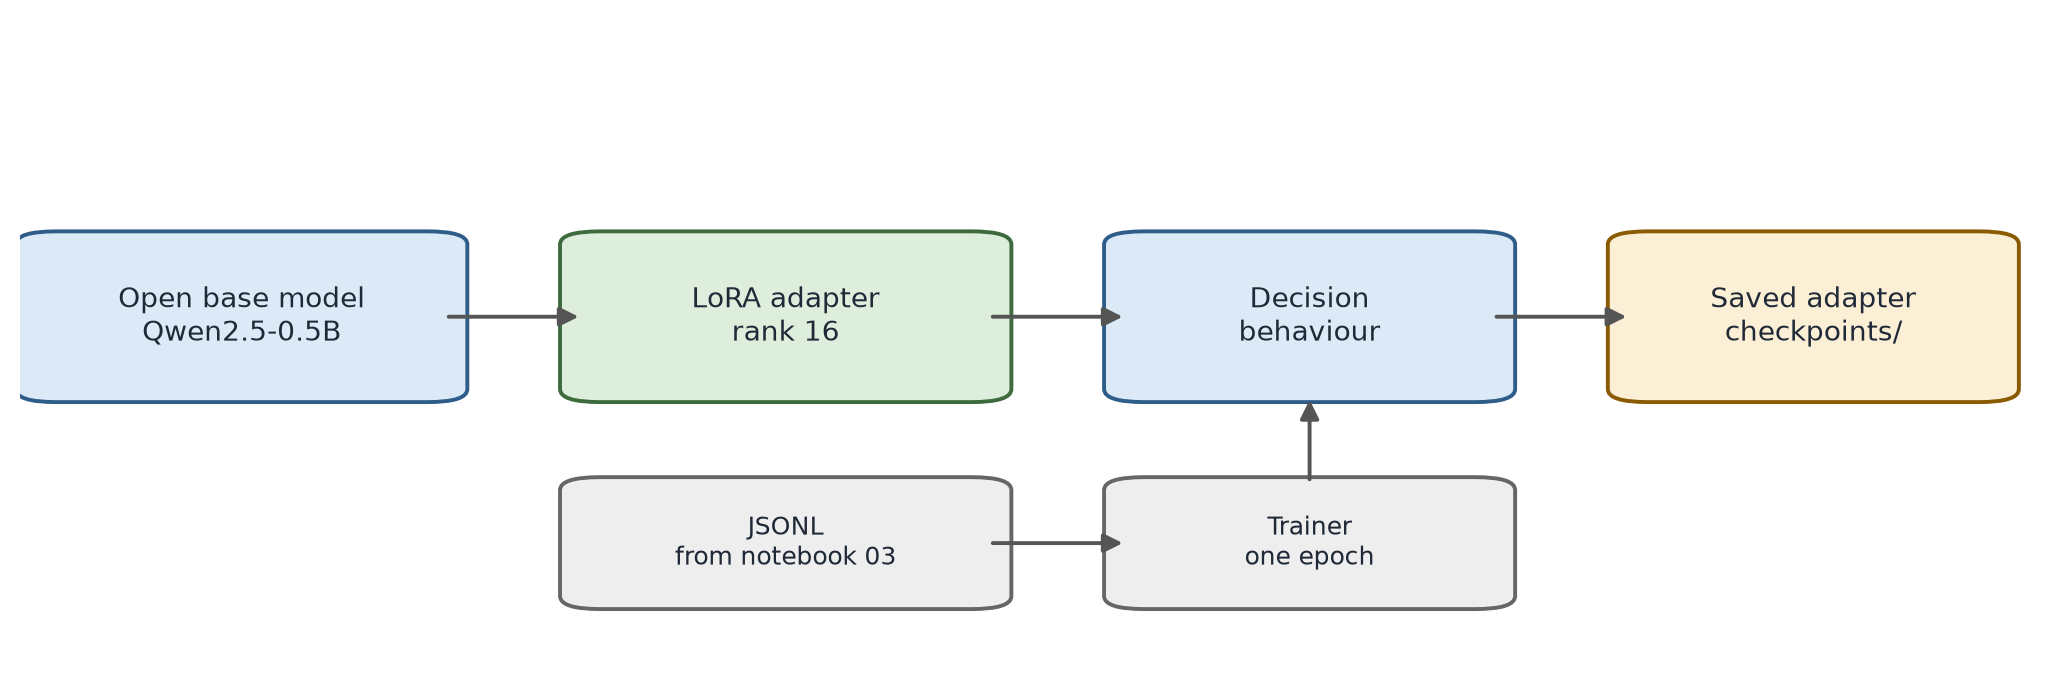 Open base model
Qwen2.5-0.5B
LoRA adapter
rank 16
Decision
behaviour
Saved adapter
checkpoints/
JSONL
from notebook 03
Trainer
one epoch